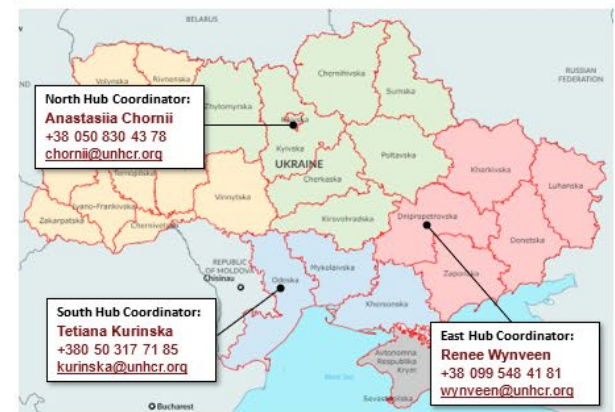 BELARUS
RUSSIAN
FEDERATION
Volynska
Rivnenska
Zhytomyrska
Chernihivska
Sumska
North Hub Coordinator:
Anastasiia Chornii
+38 050 830 43 78
chornii@unhcr.org
Kyivska
UKRAINE
Poltavska
Cherkaska
Kharkivska
Luhanska
Ternopilska
Ivano-Frankivska
Zakarpatska
Chernivetska
Vinnytska
Kirovohradska
Dnipropetrovska
Donetska
Zaporizka
REPUBLIC
OF MOLDOVA
Chisinau
Odeska
Mykolaivska
Khersonska
South Hub Coordinator:
Tetiana Kurinska
+380 50 317 71 85
kurinska@unhcr.org
East Hub Coordinator:
Renee Wynveen
+38 099 548 41 81
wynveen@unhcr.org
Avtonomna
Respublika
Krym
Sevastopilska
Bucharest